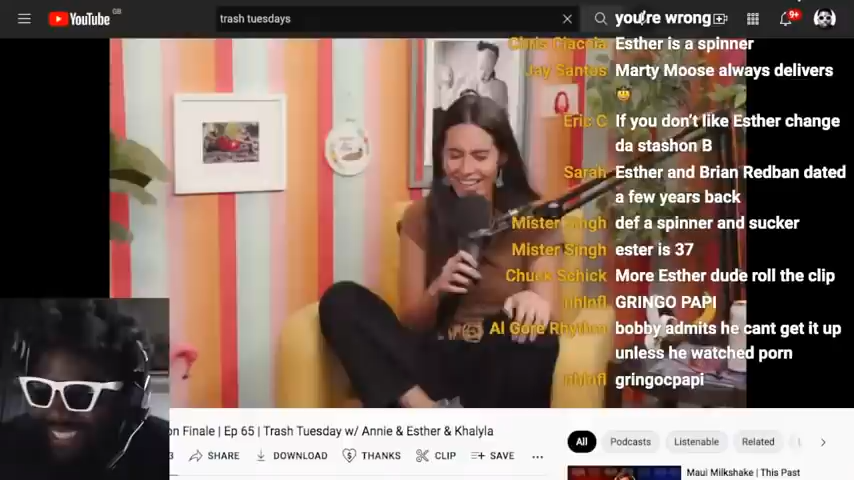 YouTube GB
trash tuesdays
9+
you're wrong
Chris Ciaccia Esther is a spinner
Jay Santos Marty Moose always delivers
🤠
Eric C If you don't like Esther change
da stashon B
Sarah Esther and Brian Redban dated
a few years back
Mister Singh def a spinner and sucker
Mister Singh ester is 37
Chuck Schick More Esther dude roll the clip
GRINGO PAPI
Al Gore Rhythm bobby admits he cant get it up
unless he watched porn
gringocpapi
on Finale | Ep 65 | Trash Tuesday w/ Annie & Esther & Khalyla
3 SHARE DOWNLOAD THANKS CLIP SAVE ...
All Podcasts Listenable Related
Maui Milkshake | This Past